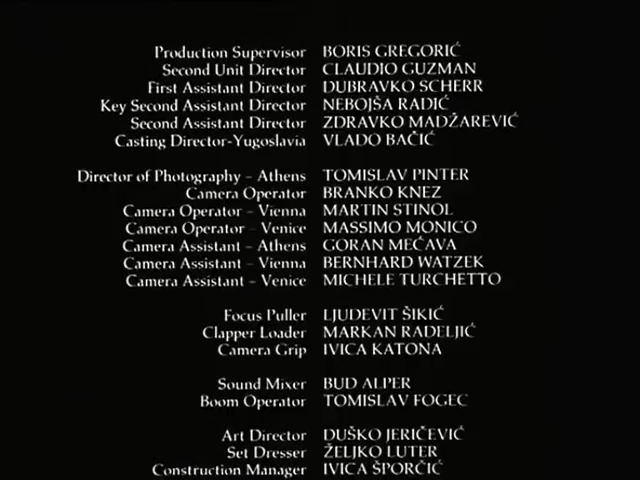 Production Supervisor BORIS GREGORIĆ
Second Unit Director CLAUDIO GUZMAN
First Assistant Director DUBRAVKO SCHERR
Key Second Assistant Director NEBOJŠA RADIĆ
Second Assistant Director ZDRAVKO MADŽAREVIĆ
Casting Director-Yugoslavia VLADO BAČIĆ
Director of Photography – Athens TOMISLAV PINTER
Camera Operator BRANKO KNEZ
Camera Operator – Vienna MARTIN STINOL
Camera Operator – Venice MASSIMO MONICO
Camera Assistant – Athens GORAN MEĆAVA
Camera Assistant – Vienna BERNHARD WATZEK
Camera Assistant – Venice MICHELE TURCHETTO
Focus Puller LJUDEVIT ŠIKIĆ
Clapper Loader MARKAN RADELJIĆ
Camera Grip IVICA KATONA
Sound Mixer BUD ALPER
Boom Operator TOMISLAV FOGEC
Art Director DUŠKO JERIČEVIĆ
Set Dresser ŽELJKO LUTER
Construction Manager IVICA ŠPORČIĆ